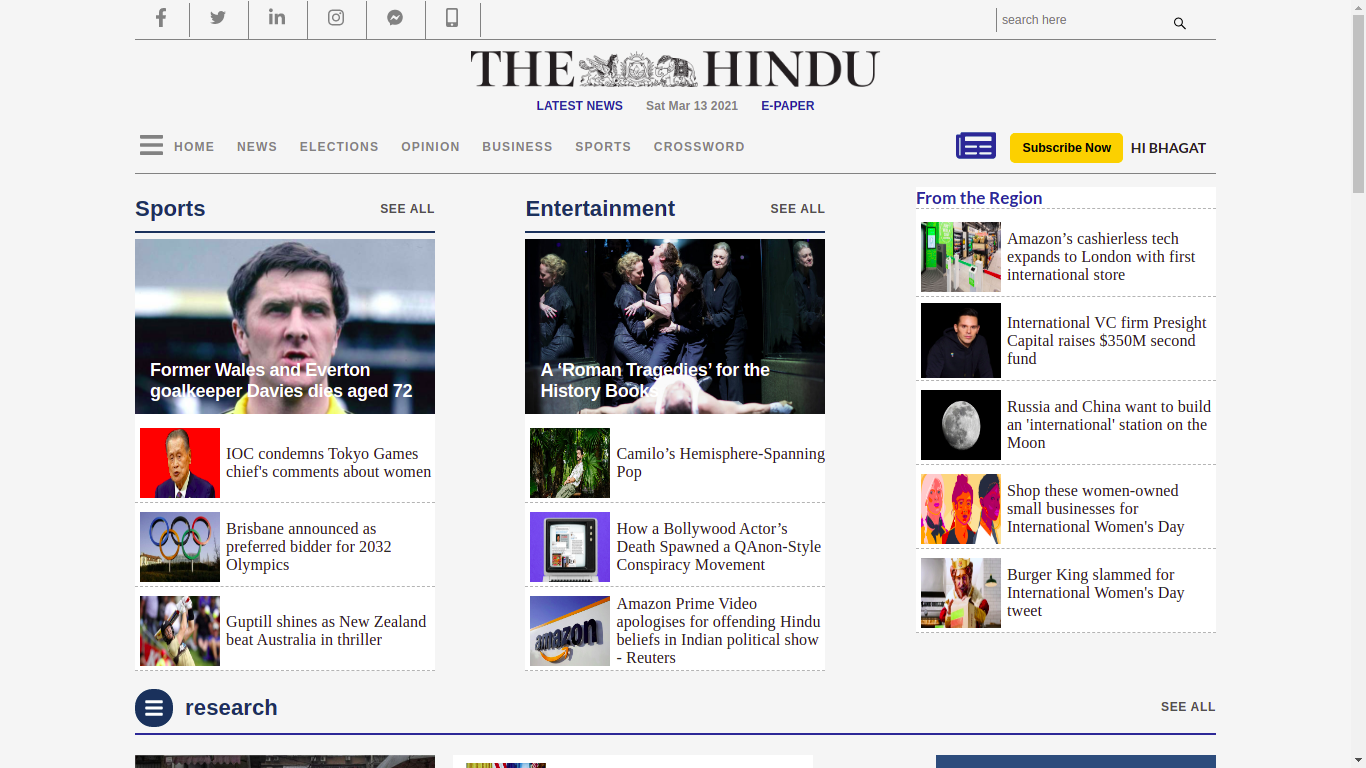 search here
THE HINDU
LATEST NEWS Sat Mar 13 2021 E-PAPER
HOME NEWS ELECTIONS OPINION BUSINESS SPORTS CROSSWORD
Subscribe Now HI BHAGAT
Sports SEE ALL
Former Wales and Everton
goalkeeper Davies dies aged 72
IOC condemns Tokyo Games
chief's comments about women
Brisbane announced as
preferred bidder for 2032
Olympics
Guptill shines as New Zealand
beat Australia in thriller
Entertainment SEE ALL
A ‘Roman Tragedies’ for the
History Books
Camilo’s Hemisphere-Spanning
Pop
How a Bollywood Actor’s
Death Spawned a QAnon-Style
Conspiracy Movement
amazon
Amazon Prime Video
apologises for offending Hindu
beliefs in Indian political show
- Reuters
From the Region
Amazon’s cashierless tech
expands to London with first
international store
International VC firm Presight
Capital raises $350M second
fund
Russia and China want to build
an 'international' station on the
Moon
Shop these women-owned
small businesses for
International Women's Day
Burger King slammed for
International Women's Day
tweet
research SEE ALL